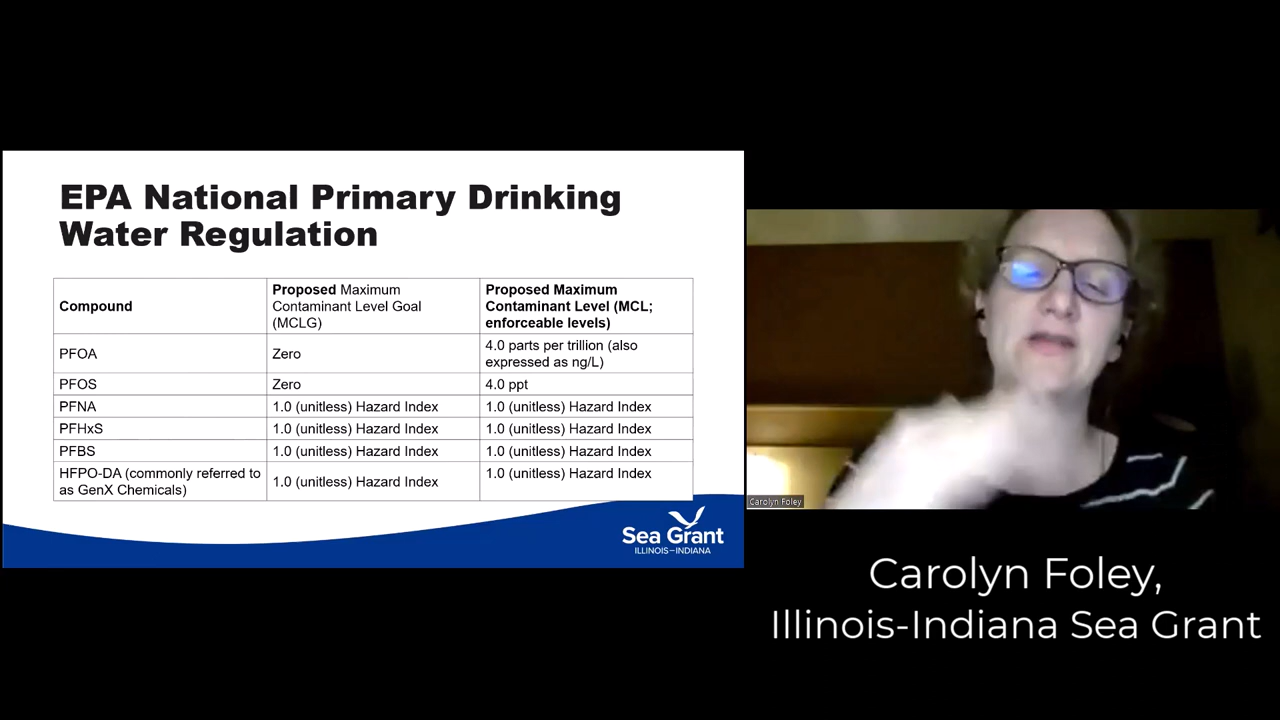 EPA National Primary Drinking
Water Regulation
Compound
Proposed Maximum
Contaminant Level Goal
(MCLG)
Proposed Maximum
Contaminant Level (MCL;
enforceable levels)
PFOA
Zero
4.0 parts per trillion (also
expressed as ng/L)
PFOS
Zero
4.0 ppt
PFNA
1.0 (unitless) Hazard Index
1.0 (unitless) Hazard Index
PFHxS
1.0 (unitless) Hazard Index
1.0 (unitless) Hazard Index
PFBS
1.0 (unitless) Hazard Index
1.0 (unitless) Hazard Index
HFPO-DA (commonly referred to
as GenX Chemicals)
1.0 (unitless) Hazard Index
1.0 (unitless) Hazard Index
Sea Grant
ILLINOIS–INDIANA
Carolyn Foley
Carolyn Foley,
Illinois-Indiana Sea Grant